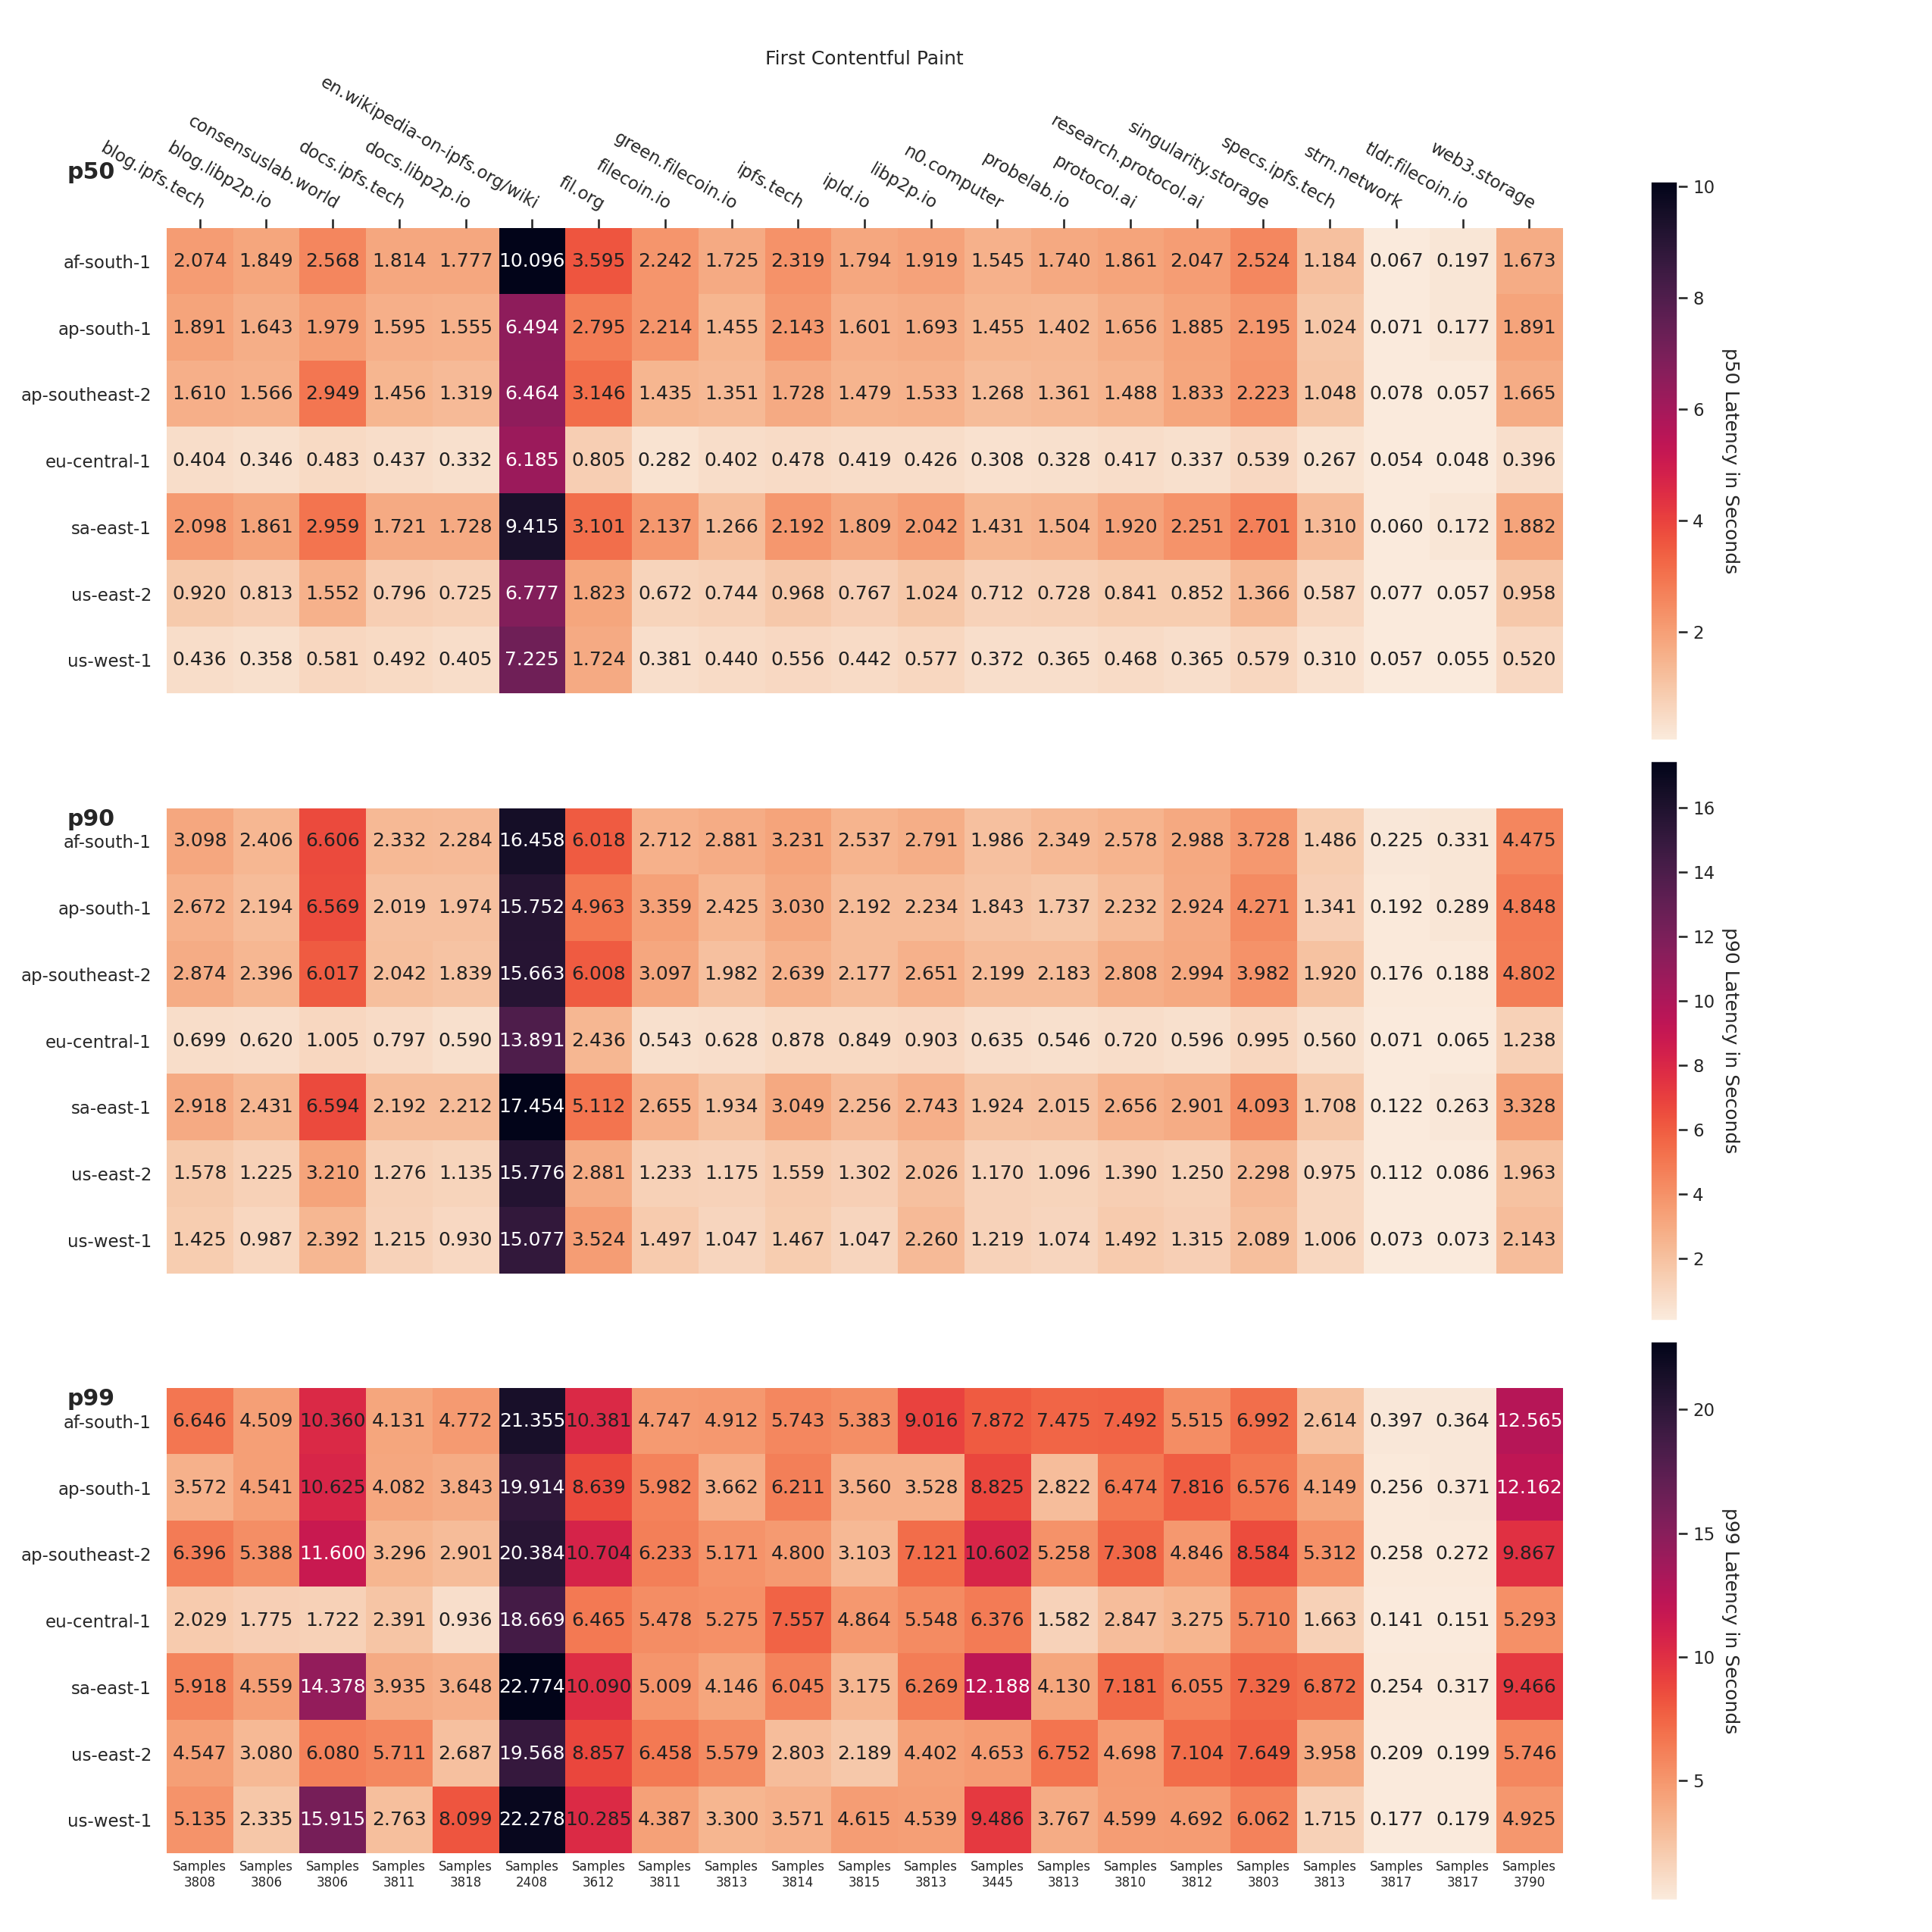 First Contentful Paint
p50
blog.ipfs.tech
blog.libp2p.io
consensuslab.world
docs.ipfs.tech
docs.libp2p.io
en.wikipedia-on-ipfs.org/wiki
fil.org
filecoin.io
green.filecoin.io
ipfs.tech
ipld.io
libp2p.io
n0.computer
probelab.io
protocol.ai
research.protocol.ai
singularity.storage
specs.ipfs.tech
strn.network
tldr.filecoin.io
web3.storage
af-south-1 2.074 1.849 2.568 1.814 1.777 10.096 3.595 2.242 1.725 2.319 1.794 1.919 1.545 1.740 1.861 2.047 2.524 1.184 0.067 0.197 1.673
ap-south-1 1.891 1.643 1.979 1.595 1.555 6.494 2.795 2.214 1.455 2.143 1.601 1.693 1.455 1.402 1.656 1.885 2.195 1.024 0.071 0.177 1.891
ap-southeast-2 1.610 1.566 2.949 1.456 1.319 6.464 3.146 1.435 1.351 1.728 1.479 1.533 1.268 1.361 1.488 1.833 2.223 1.048 0.078 0.057 1.665
eu-central-1 0.404 0.346 0.483 0.437 0.332 6.185 0.805 0.282 0.402 0.478 0.419 0.426 0.308 0.328 0.417 0.337 0.539 0.267 0.054 0.048 0.396
sa-east-1 2.098 1.861 2.959 1.721 1.728 9.415 3.101 2.137 1.266 2.192 1.809 2.042 1.431 1.504 1.920 2.251 2.701 1.310 0.060 0.172 1.882
us-east-2 0.920 0.813 1.552 0.796 0.725 6.777 1.823 0.672 0.744 0.968 0.767 1.024 0.712 0.728 0.841 0.852 1.366 0.587 0.077 0.057 0.958
us-west-1 0.436 0.358 0.581 0.492 0.405 7.225 1.724 0.381 0.440 0.556 0.442 0.577 0.372 0.365 0.468 0.365 0.579 0.310 0.057 0.055 0.520
10
8
6
4
2
p50 Latency in Seconds
p90
af-south-1 3.098 2.406 6.606 2.332 2.284 16.458 6.018 2.712 2.881 3.231 2.537 2.791 1.986 2.349 2.578 2.988 3.728 1.486 0.225 0.331 4.475
ap-south-1 2.672 2.194 6.569 2.019 1.974 15.752 4.963 3.359 2.425 3.030 2.192 2.234 1.843 1.737 2.232 2.924 4.271 1.341 0.192 0.289 4.848
ap-southeast-2 2.874 2.396 6.017 2.042 1.839 15.663 6.008 3.097 1.982 2.639 2.177 2.651 2.199 2.183 2.808 2.994 3.982 1.920 0.176 0.188 4.802
eu-central-1 0.699 0.620 1.005 0.797 0.590 13.891 2.436 0.543 0.628 0.878 0.849 0.903 0.635 0.546 0.720 0.596 0.995 0.560 0.071 0.065 1.238
sa-east-1 2.918 2.431 6.594 2.192 2.212 17.454 5.112 2.655 1.934 3.049 2.256 2.743 1.924 2.015 2.656 2.901 4.093 1.708 0.122 0.263 3.328
us-east-2 1.578 1.225 3.210 1.276 1.135 15.776 2.881 1.233 1.175 1.559 1.302 2.026 1.170 1.096 1.390 1.250 2.298 0.975 0.112 0.086 1.963
us-west-1 1.425 0.987 2.392 1.215 0.930 15.077 3.524 1.497 1.047 1.467 1.047 2.260 1.219 1.074 1.492 1.315 2.089 1.006 0.073 0.073 2.143
16
14
12
10
8
6
4
2
p90 Latency in Seconds
p99
af-south-1 6.646 4.509 10.360 4.131 4.772 21.355 10.381 4.747 4.912 5.743 5.383 9.016 7.872 7.475 7.492 5.515 6.992 2.614 0.397 0.364 12.565
ap-south-1 3.572 4.541 10.625 4.082 3.843 19.914 8.639 5.982 3.662 6.211 3.560 3.528 8.825 2.822 6.474 7.816 6.576 4.149 0.256 0.371 12.162
ap-southeast-2 6.396 5.388 11.600 3.296 2.901 20.384 10.704 6.233 5.171 4.800 3.103 7.121 10.602 5.258 7.308 4.846 8.584 5.312 0.258 0.272 9.867
eu-central-1 2.029 1.775 1.722 2.391 0.936 18.669 6.465 5.478 5.275 7.557 4.864 5.548 6.376 1.582 2.847 3.275 5.710 1.663 0.141 0.151 5.293
sa-east-1 5.918 4.559 14.378 3.935 3.648 22.774 10.090 5.009 4.146 6.045 3.175 6.269 12.188 4.130 7.181 6.055 7.329 6.872 0.254 0.317 9.466
us-east-2 4.547 3.080 6.080 5.711 2.687 19.568 8.857 6.458 5.579 2.803 2.189 4.402 4.653 6.752 4.698 7.104 7.649 3.958 0.209 0.199 5.746
us-west-1 5.135 2.335 15.915 2.763 8.099 22.278 10.285 4.387 3.300 3.571 4.615 4.539 9.486 3.767 4.599 4.692 6.062 1.715 0.177 0.179 4.925
Samples Samples Samples Samples Samples Samples Samples Samples Samples Samples Samples Samples Samples Samples Samples Samples Samples Samples Samples Samples Samples
3808 3806 3806 3811 3818 2408 3612 3811 3813 3814 3815 3813 3445 3813 3810 3812 3803 3813 3817 3817 3790
20
15
10
5
p99 Latency in Seconds